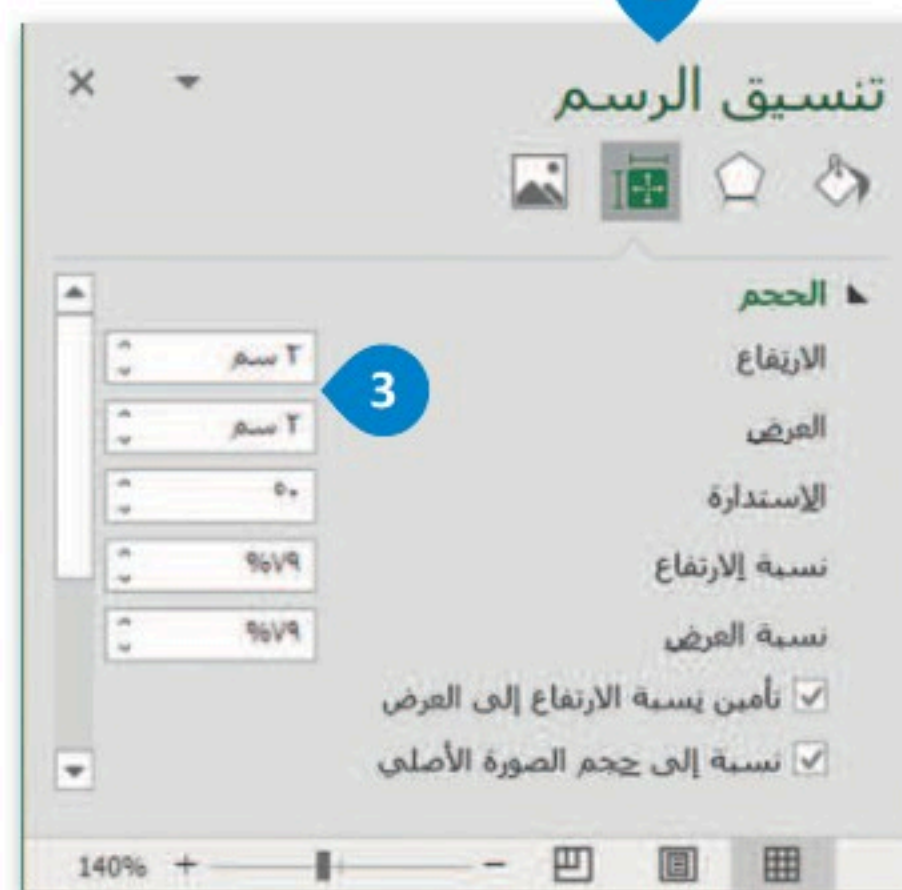 تنسيق الرسم
الحجم
الارتفاع ٢ سم
3
العرض ٢ سم
الاستدارة ٠°
نسبة الارتفاع ٧٩%
نسبة العرض ٧٩%
تأمين نسبة الارتفاع إلى العرض
نسبة إلى حجم الصورة الأصلي
140%